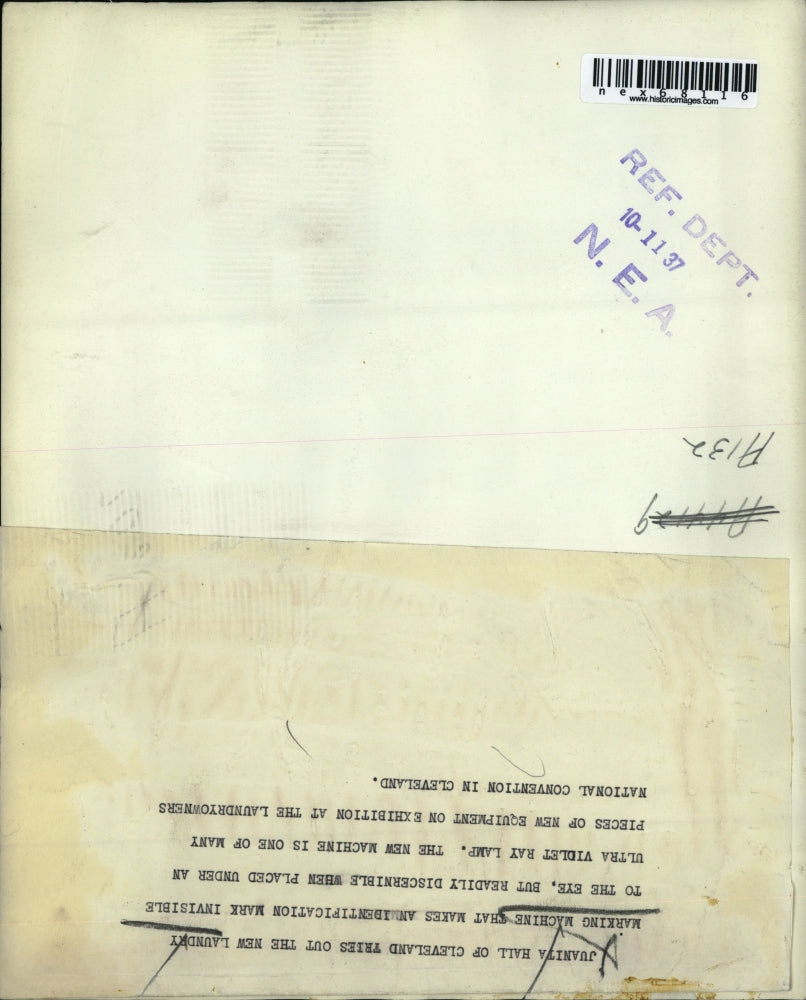 nex68116
www.historicimages.com
REF. DEPT.
10-11 37
N. E. A.
A132
JUANITA HALL OF CLEVELAND TRIES OUT THE NEW LAUNDY
MARKING MACHINE THAT MAKES AN IDENTIFICATION MARK INVISIBLE
TO THE EYE, BUT READILY DISCERNIBLE WHEN PLACED UNDER AN
ULTRA VIOLET RAY LAMP. THE NEW MACHINE IS ONE OF MANY
PIECES OF NEW EQUIPMENT ON EXHIBITION AT THE LAUNDRYOWNERS
NATIONAL CONVENTION IN CLEVELAND.